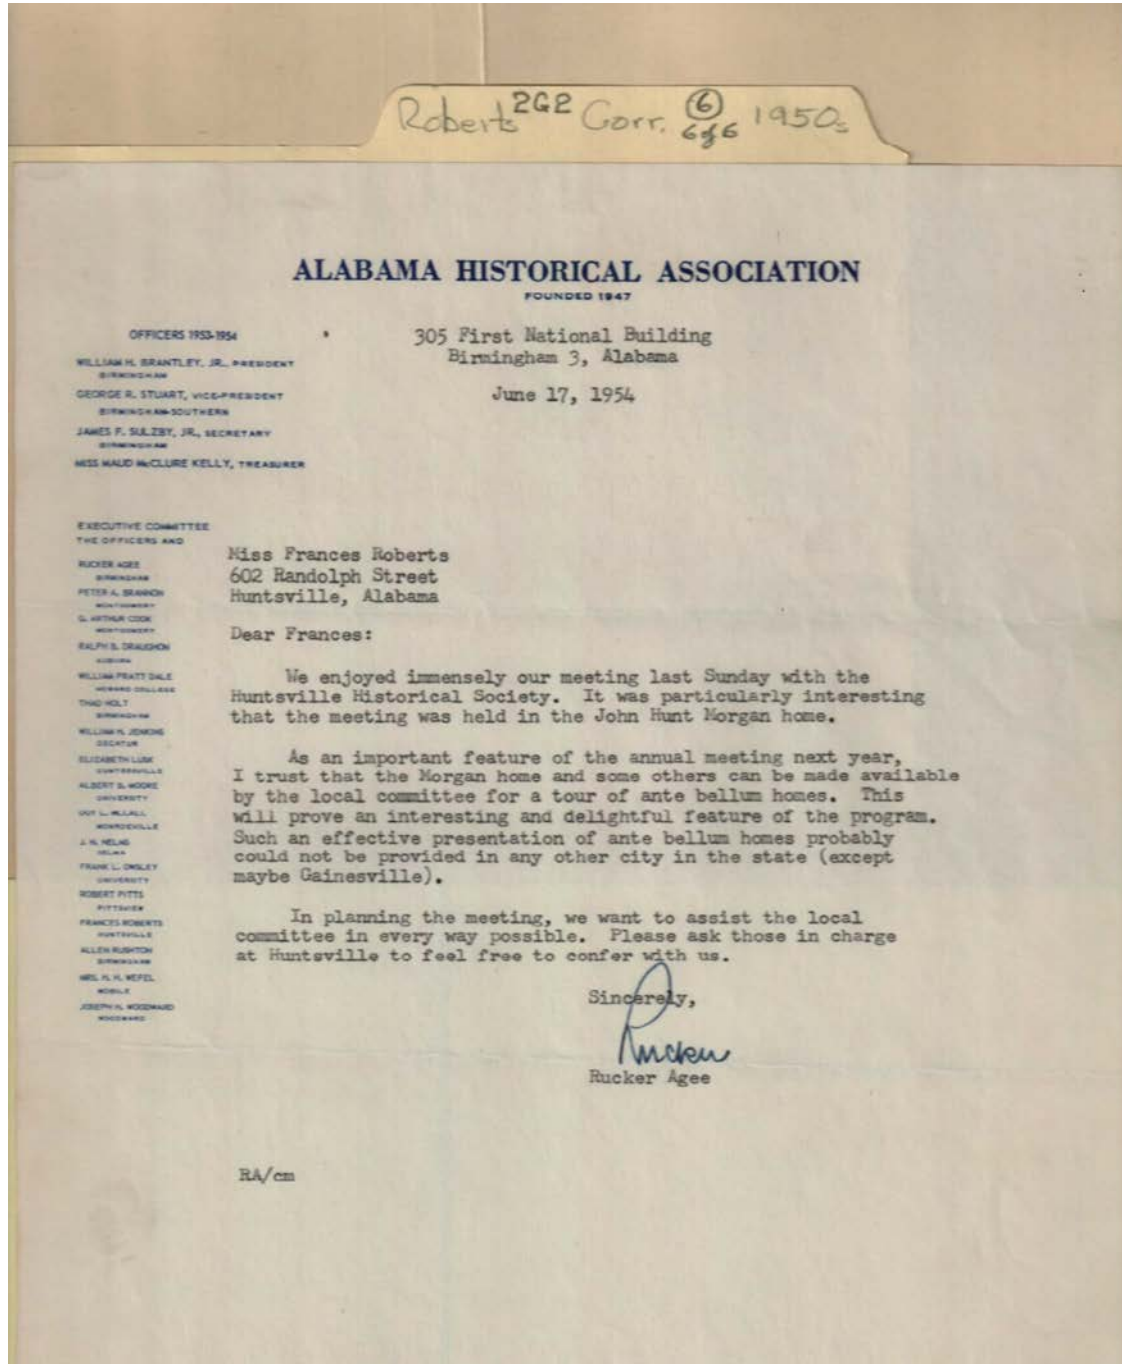 Roberts 2G2 Corr. 6 6 of 6 1950s
ALABAMA HISTORICAL ASSOCIATION
FOUNDED 1947
OFFICERS 1953-1954
WILLIAM H. BRANTLEY, JR., PRESIDENT
BIRMINGHAM
GEORGE R. STUART, VICE-PRESIDENT
BIRMINGHAM-SOUTHERN
JAMES F. SULZBY, JR., SECRETARY
BIRMINGHAM
MISS MAUD McCLURE KELLY, TREASURER
305 First National Building
Birmingham 3, Alabama
June 17, 1954
EXECUTIVE COMMITTEE
THE OFFICERS AND
RUCKER AGEE
BIRMINGHAM
PETER A. BRANNON
MONTGOMERY
G. ARTHUR COOK
MONTGOMERY
RALPH B. DRAUGHON
AUBURN
WILLIAM PRATT DALE
HOWARD COLLEGE
THAD HOLT
BIRMINGHAM
WILLIAM H. JENKINS
DECATUR
ELIZABETH LUSK
GUNTERSVILLE
ALBERT B. MOORE
UNIVERSITY
MONROEVILLE
SELMA
FRANK L. OWSLEY
UNIVERSITY
ROBERT PITTS
PITTSVIEW
FRANCES ROBERTS
HUNTSVILLE
ALLEN RUSHTON
BIRMINGHAM
MRS. H. H. WEFEL
MOBILE
JOSEPH H. WOODWARD
WOODWARD
Miss Frances Roberts
602 Randolph Street
Huntsville, Alabama
Dear Frances:
We enjoyed immensely our meeting last Sunday with the
Huntsville Historical Society. It was particularly interesting
that the meeting was held in the John Hunt Morgan home.
As an important feature of the annual meeting next year,
I trust that the Morgan home and some others can be made available
by the local committee for a tour of ante bellum homes. This
will prove an interesting and delightful feature of the program.
Such an effective presentation of ante bellum homes probably
could not be provided in any other city in the state (except
maybe Gainesville).
In planning the meeting, we want to assist the local
committee in every way possible. Please ask those in charge
at Huntsville to feel free to confer with us.
Sincerely,
Rucker
Rucker Agee
RA/cm